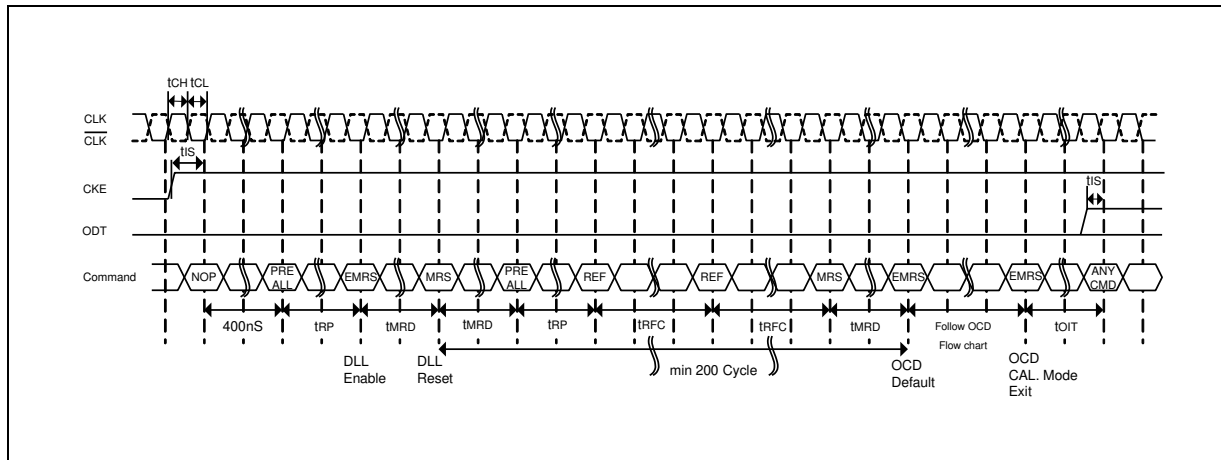 tCH tCL
CLK
CLK
tIS
CKE
tIS
ODT
Command NOP PRE ALL EMRS MRS PRE ALL REF REF MRS EMRS EMRS ANY CMD
400nS tRP tMRD tMRD tRP tRFC tRFC tMRD Follow OCD Flow chart tOIT
DLL Enable
DLL Reset
min 200 Cycle
OCD Default
OCD CAL. Mode Exit